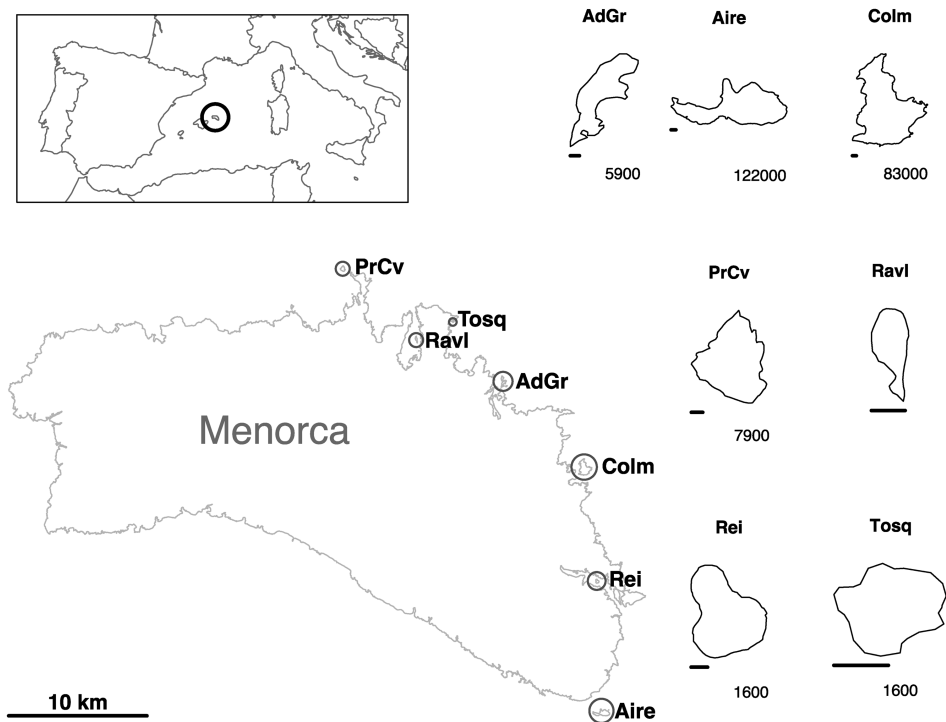 AdGr
Aire
Colm
5900
122000
83000
PrCv
PrCv
Ravl
Tosq
Ravl
AdGr
Menorca
7900
Colm
Rei
Tosq
Rei
1600
1600
10 km
Aire